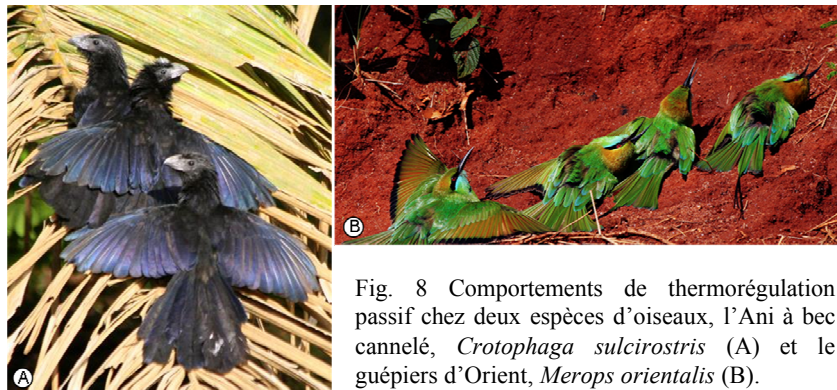 A
B
Fig. 8 Comportements de thermorégulation
passif chez deux espèces d’oiseaux, l’Ani à bec
cannelé, Crotophaga sulcirostris (A) et le
guépiers d’Orient, Merops orientalis (B).